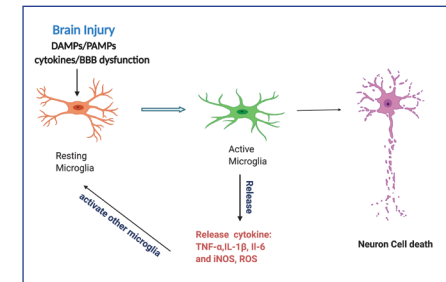 Brain Injury
DAMPs/PAMPs
cytokines/BBB dysfunction
Resting
Microglia
Active
Microglia
Release
activate other microglia
Release cytokine:
TNF-α,IL-1β, Il-6
and iNOS, ROS
Neuron Cell death